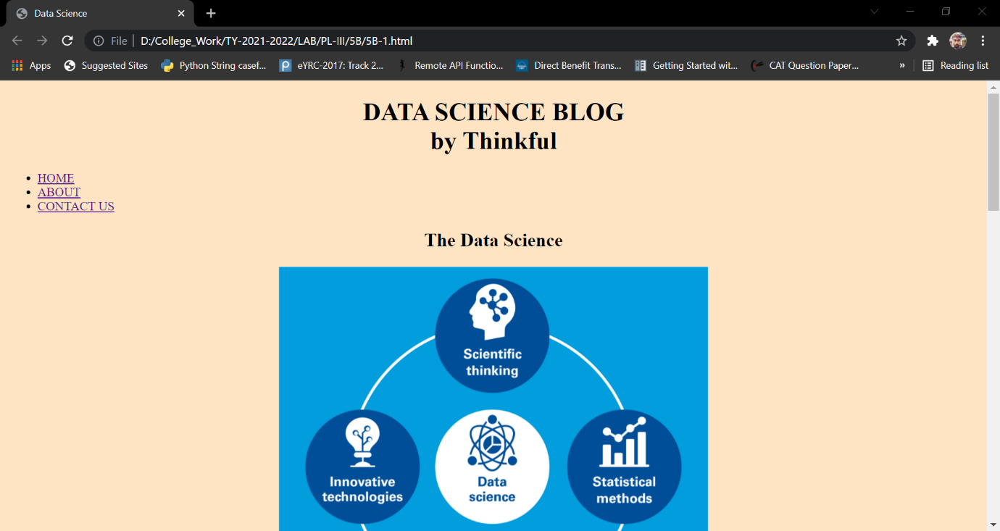 Data Science
File D:/College_Work/TY-2021-2022/LAB/PL-III/5B/5B-1.html
Apps Suggested Sites Python String casef... eYRC-2017: Track 2... Remote API Functio... Direct Benefit Trans... Getting Started wit... CAT Question Paper... » Reading list
DATA SCIENCE BLOG
by Thinkful
HOME
ABOUT
CONTACT US
The Data Science
Scientific
thinking
Innovative
technologies
Data
science
Statistical
methods